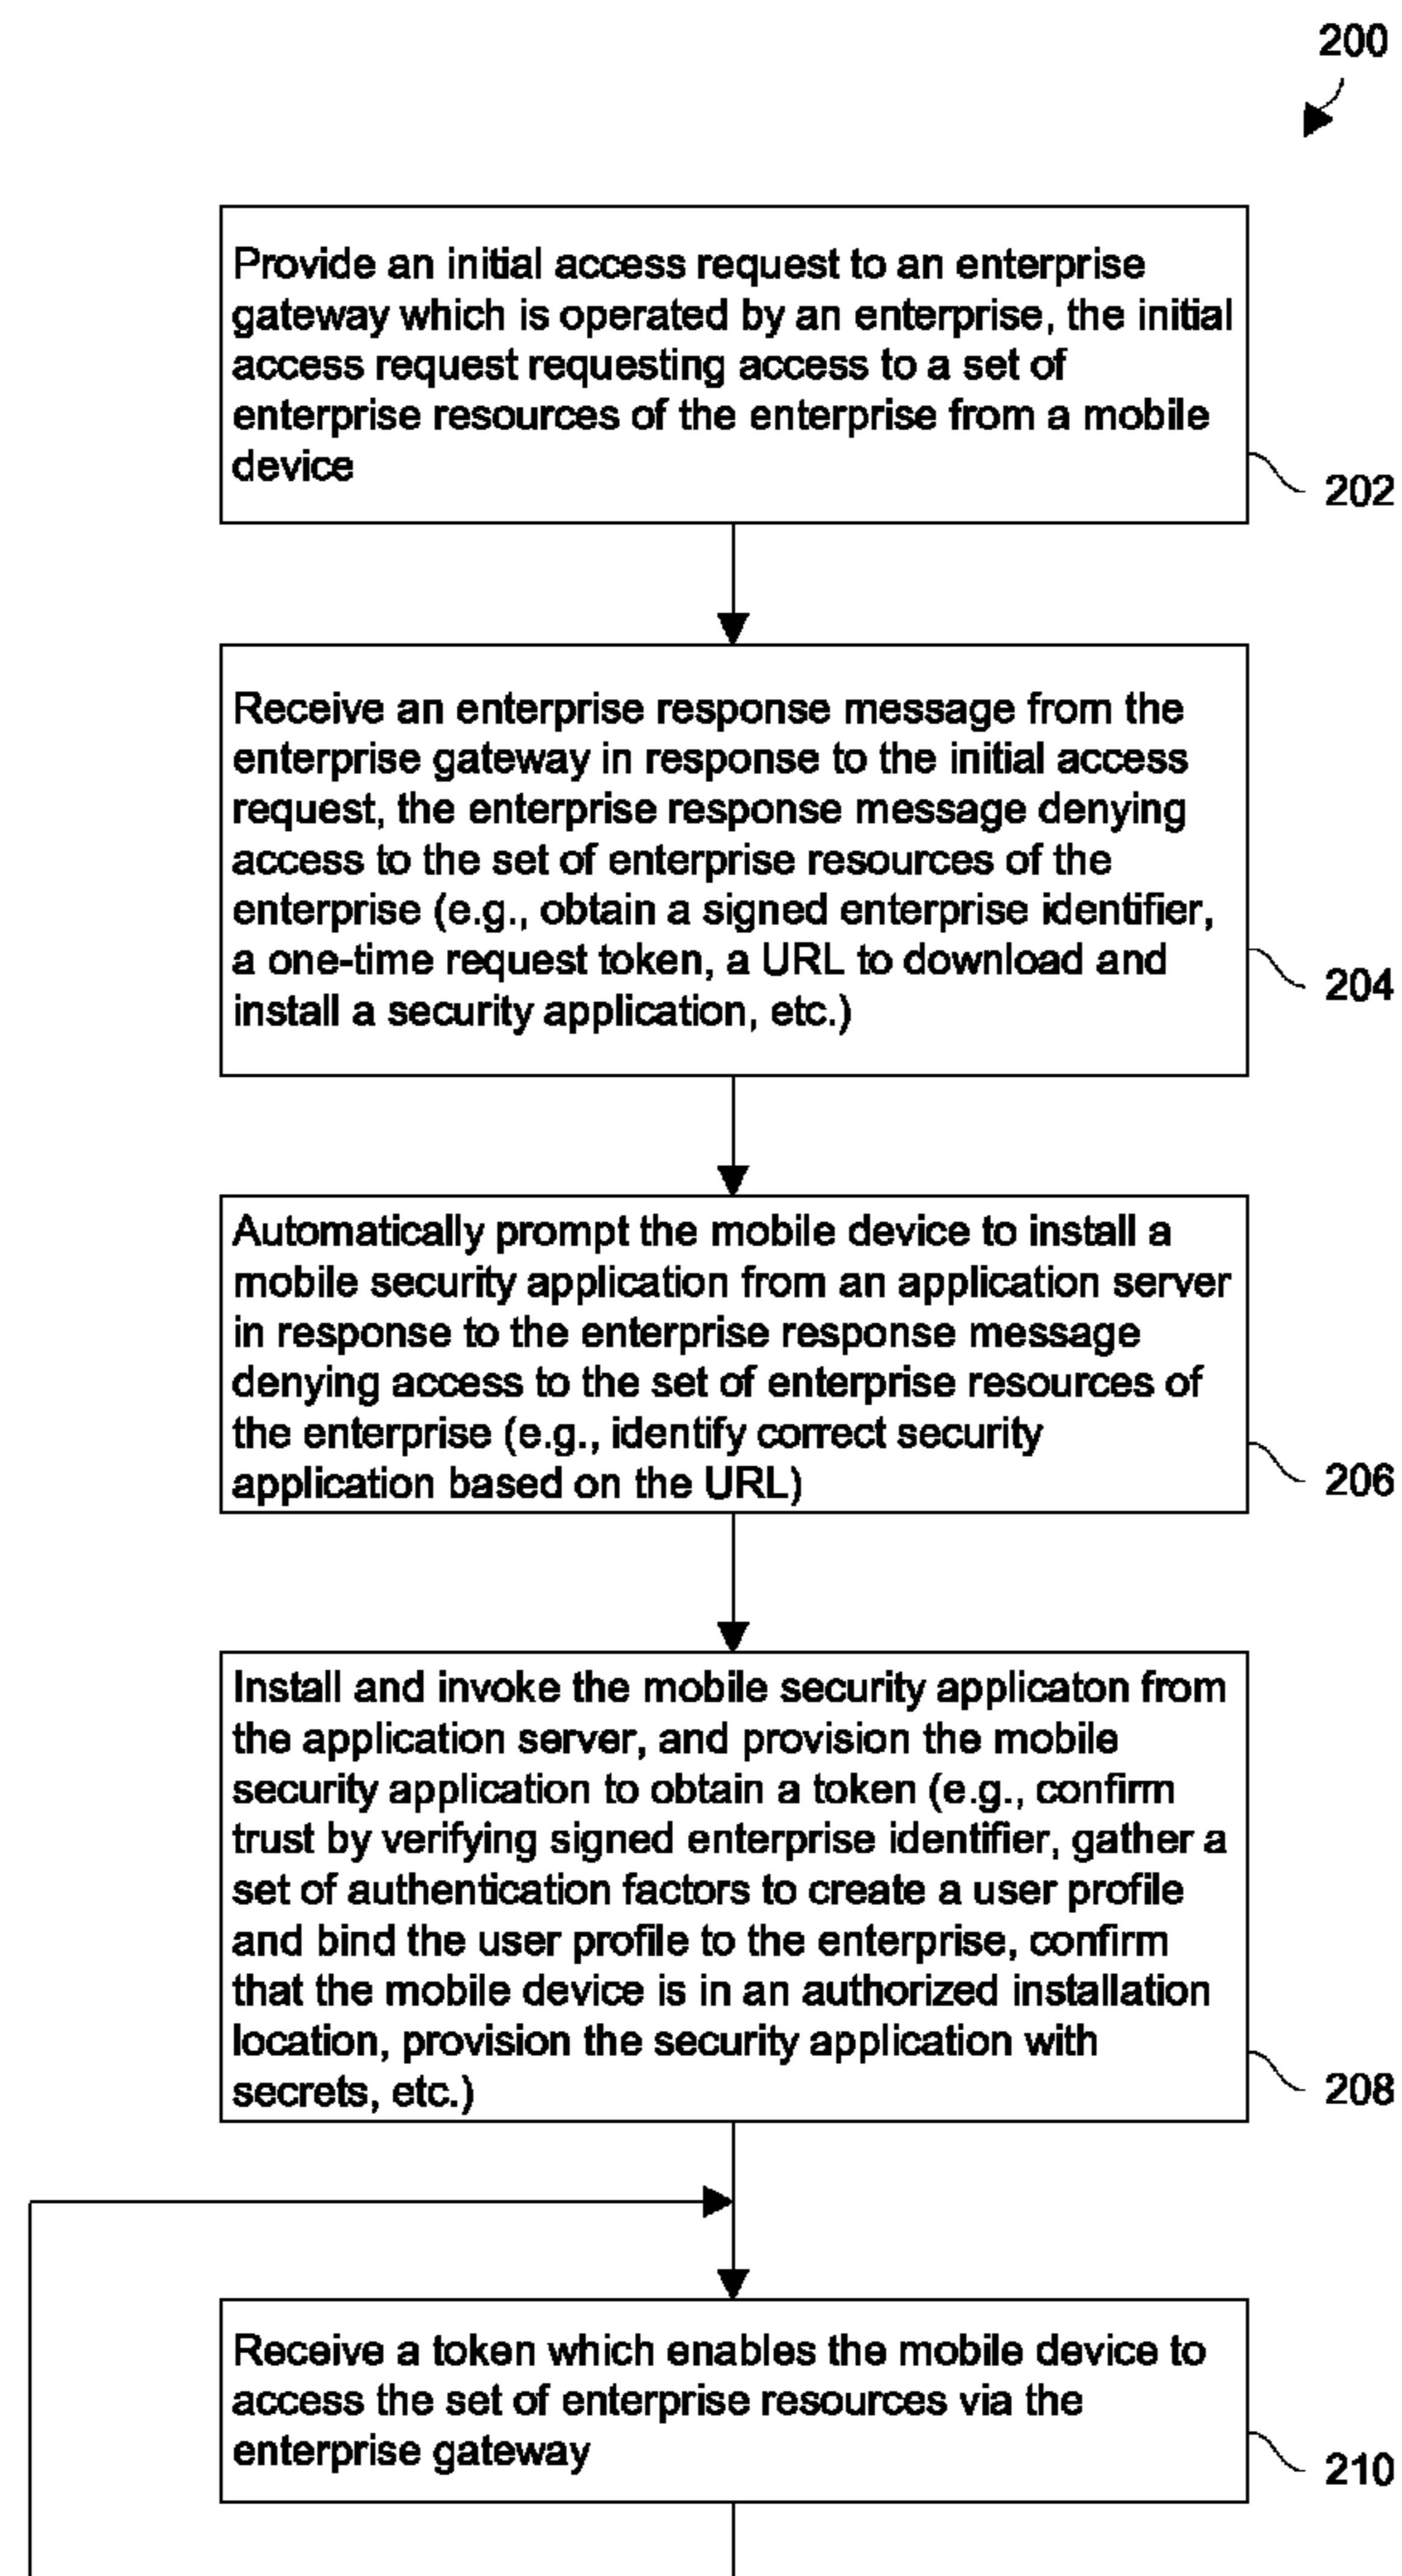 200
Provide an initial access request to an enterprise
gateway which is operated by an enterprise, the initial
access request requesting access to a set of
enterprise resources of the enterprise from a mobile
device
202
Receive an enterprise response message from the
enterprise gateway in response to the initial access
request, the enterprise response message denying
access to the set of enterprise resources of the
enterprise (e.g., obtain a signed enterprise identifier,
a one-time request token, a URL to download and
install a security application, etc.)
204
Automatically prompt the mobile device to install a
mobile security application from an application server
in response to the enterprise response message
denying access to the set of enterprise resources of
the enterprise (e.g., identify correct security
application based on the URL)
206
Install and invoke the mobile security applicaton from
the application server, and provision the mobile
security application to obtain a token (e.g., confirm
trust by verifying signed enterprise identifier, gather a
set of authentication factors to create a user profile
and bind the user profile to the enterprise, confirm
that the mobile device is in an authorized installation
location, provision the security application with
secrets, etc.)
208
Receive a token which enables the mobile device to
access the set of enterprise resources via the
enterprise gateway
210